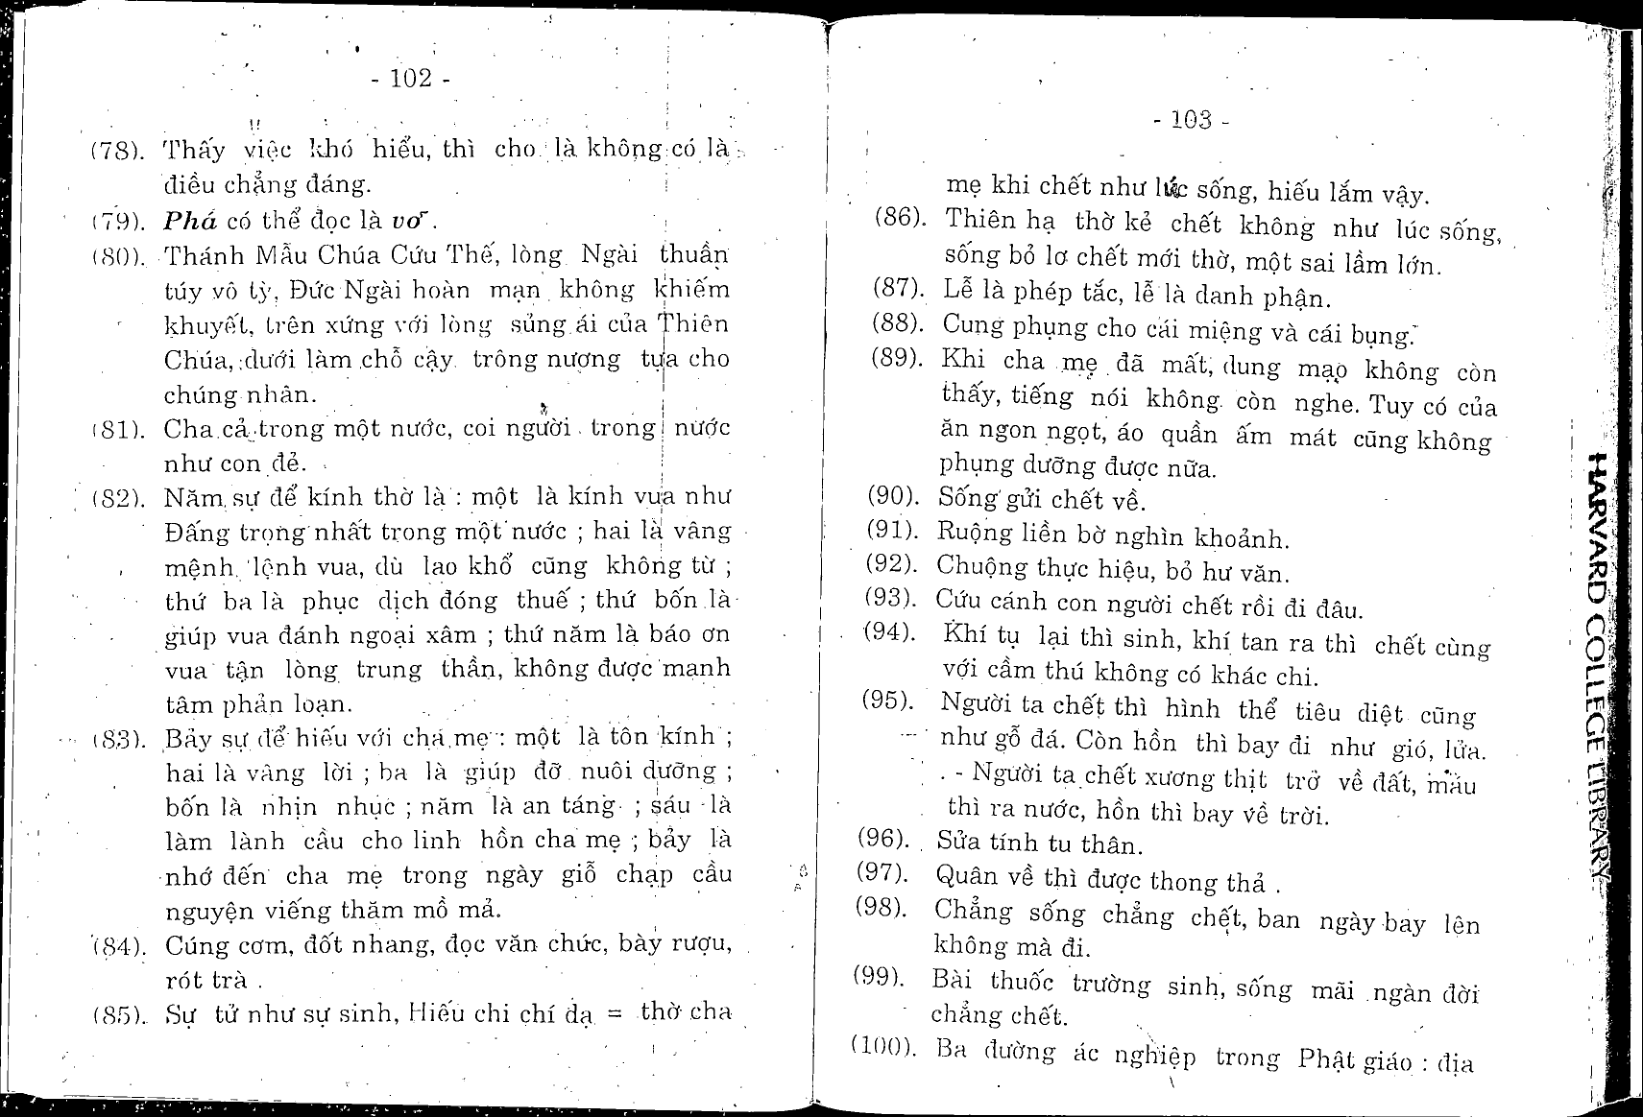 - 102 -
(78). Thấy việc khó hiểu, thì cho là không có là
điều chẳng đáng.
(79). Phá có thể đọc là vỡ.
(80). Thánh Mẫu Chúa Cứu Thế, lòng Ngài thuần
túy vô tỳ, Đức Ngài hoàn mạn không khiếm
khuyết, trên xứng với lòng sủng ái của Thiên
Chúa, dưới làm chỗ cậy trông nương tựa cho
chúng nhân.
(81). Cha cả trong một nước, coi người trong nước
như con đẻ.
(82). Năm sự để kính thờ là : một là kính vua như
Đấng trọng nhất trong một nước ; hai là vâng
mệnh lệnh vua, dù lao khổ cũng không từ ;
thứ ba là phục dịch đóng thuế ; thứ bốn là
giúp vua đánh ngoại xâm ; thứ năm là báo ơn
vua tận lòng trung thần, không được mạnh
tâm phản loạn.
(83). Bảy sự để hiếu với cha mẹ : một là tôn kính ;
hai là vâng lời ; ba là giúp đỡ nuôi dưỡng ;
bốn là nhịn nhục ; năm là an táng ; sáu là
làm lành cầu cho linh hồn cha mẹ ; bảy là
nhớ đến cha mẹ trong ngày giỗ chạp cầu
nguyện viếng thăm mồ mả.
(84). Cúng cơm, đốt nhang, đọc văn chức, bày rượu,
rót trà .
(85). Sự tử như sự sinh, Hiếu chi chí dạ = thờ cha
- 103 -
mẹ khi chết như lúc sống, hiếu lắm vậy.
(86). Thiên hạ thờ kẻ chết không như lúc sống,
sống bỏ lơ chết mới thờ, một sai lầm lớn.
(87). Lễ là phép tắc, lễ là danh phận.
(88). Cung phụng cho cái miệng và cái bụng.
(89). Khi cha mẹ đã mất, dung mạo không còn
thấy, tiếng nói không còn nghe. Tuy có của
ăn ngon ngọt, áo quần ấm mát cũng không
phụng dưỡng được nữa.
(90). Sống gửi chết về.
(91). Ruộng liền bờ nghìn khoảnh.
(92). Chuộng thực hiệu, bỏ hư văn.
(93). Cứu cánh con người chết rồi đi đâu.
(94). Khí tụ lại thì sinh, khí tan ra thì chết cùng
với cầm thú không có khác chi.
(95). Người ta chết thì hình thể tiêu diệt cũng
như gỗ đá. Còn hồn thì bay đi như gió, lửa.
- Người ta chết xương thịt trở về đất, máu
thì ra nước, hồn thì bay về trời.
(96). Sửa tính tu thân.
(97). Quân về thì được thong thả .
(98). Chẳng sống chẳng chết, ban ngày bay lên
không mà đi.
(99). Bài thuốc trường sinh, sống mãi ngàn đời
chẳng chết.
(100). Ba đường ác nghiệp trong Phật giáo : địa
HARVARD COLLEGE LIBRARY